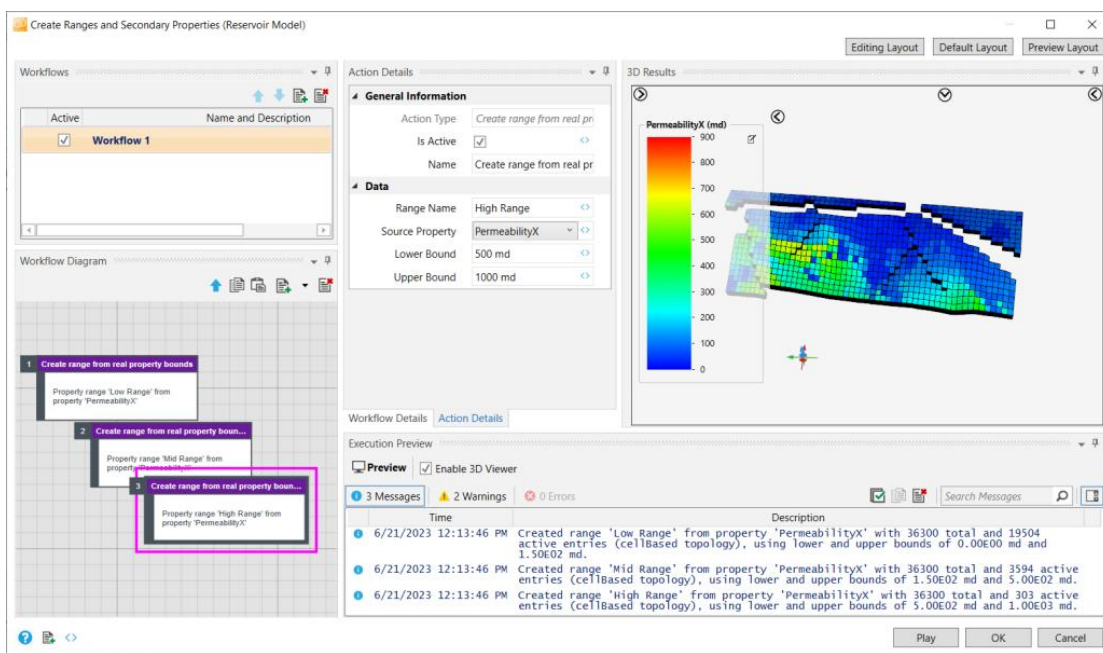 Create Ranges and Secondary Properties (Reservoir Model)
Editing Layout
Default Layout
Preview Layout
Workflows
Active
Name and Description
Workflow 1
Workflow Diagram
1 Create range from real property bounds
Property range 'Low Range' from
property 'PermeabilityX'
2 Create range from real property boun...
Property range 'Mid Range' from
property 'PermeabilityX'
3 Create range from real property boun...
Property range 'High Range' from
property 'PermeabilityX'
Action Details
General Information
Action Type Create range from real pr
Is Active
Name Create range from real pr
Data
Range Name High Range
Source Property PermeabilityX
Lower Bound 500 md
Upper Bound 1000 md
Workflow Details Action Details
3D Results
PermeabilityX (md)
900
800
700
600
500
400
300
200
100
0
Execution Preview
Preview Enable 3D Viewer
3 Messages 2 Warnings 0 Errors
Search Messages
Time Description
6/21/2023 12:13:46 PM Created range 'Low Range' from property 'PermeabilityX' with 36300 total and 19504
active entries (cellBased topology), using lower and upper bounds of 0.00E00 md and
1.50E02 md.
6/21/2023 12:13:46 PM Created range 'Mid Range' from property 'PermeabilityX' with 36300 total and 3594 active
entries (cellBased topology), using lower and upper bounds of 1.50E02 md and 5.00E02 md.
6/21/2023 12:13:46 PM Created range 'High Range' from property 'PermeabilityX' with 36300 total and 303 active
entries (cellBased topology), using lower and upper bounds of 5.00E02 md and 1.00E03 md.
Play
OK
Cancel